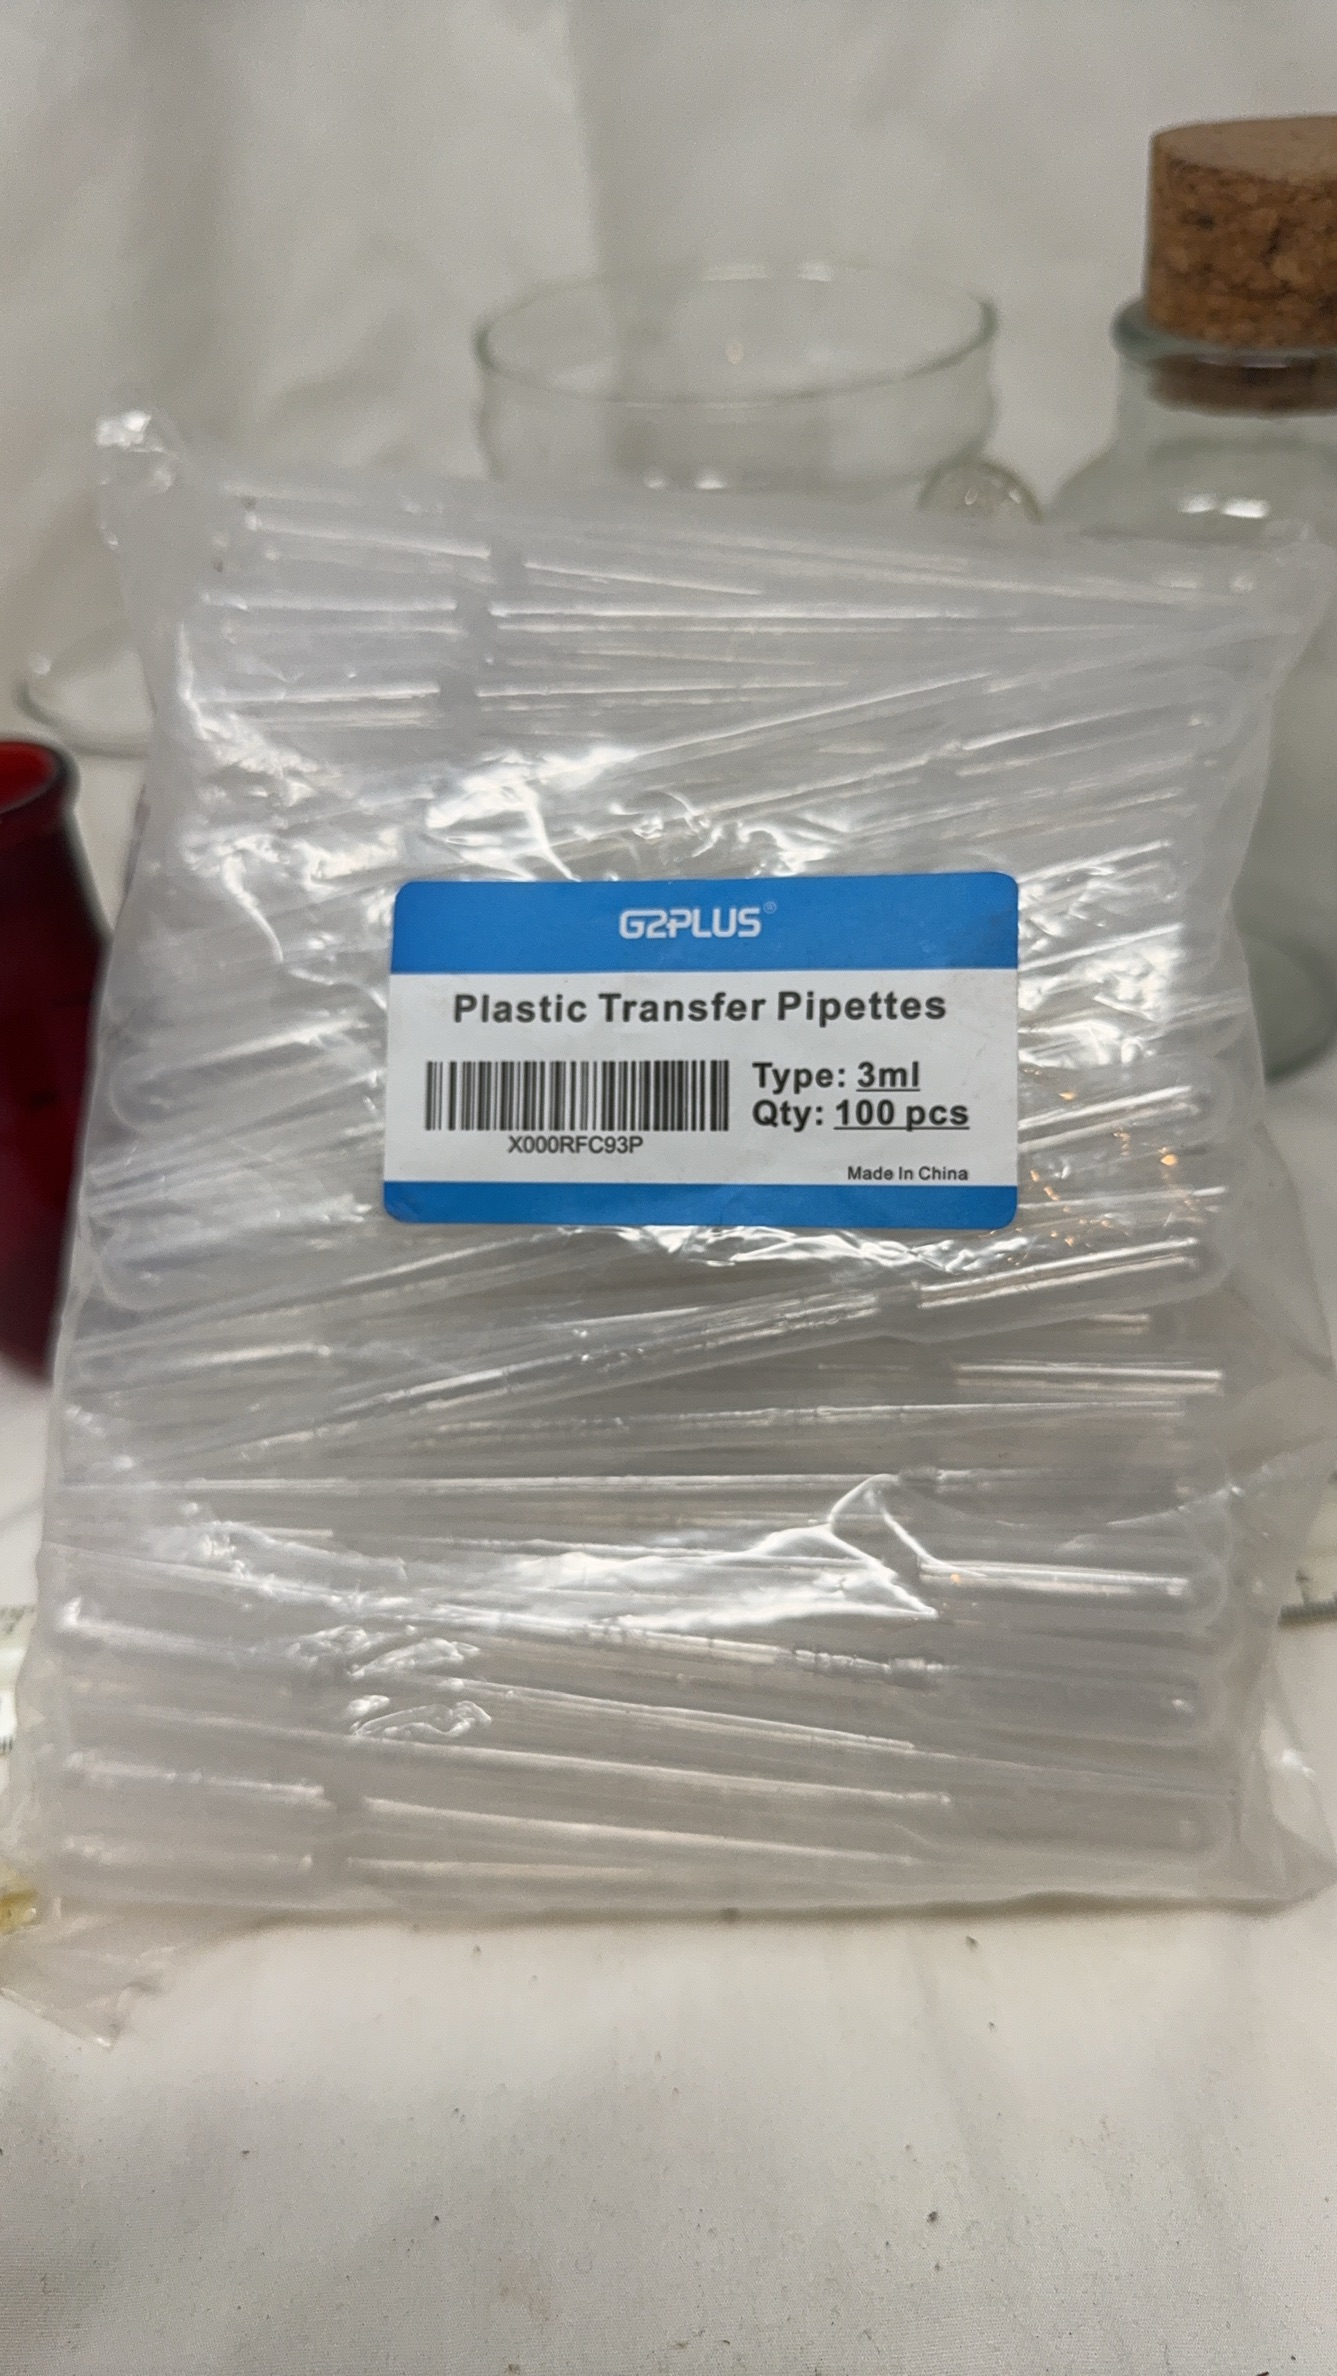 G2PLUS®
Plastic Transfer Pipettes
Type: 3ml
Qty: 100 pcs
X000RFC93P
Made In China